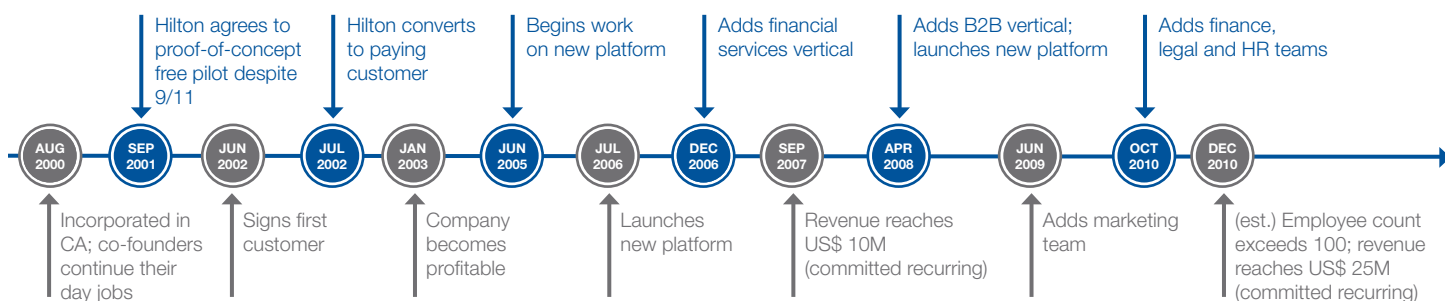 Hilton agrees to
proof-of-concept
free pilot despite
9/11
Hilton converts
to paying
customer
Begins work
on new platform
Adds financial
services vertical
Adds B2B vertical;
launches new platform
Adds finance,
legal and HR teams
AUG
2000
SEP
2001
JUN
2002
JUL
2002
JAN
2003
JUN
2005
JUL
2006
DEC
2006
SEP
2007
APR
2008
JUN
2009
OCT
2010
DEC
2010
Incorporated in
CA; co-founders
continue their
day jobs
Signs first
customer
Company
becomes
profitable
Launches
new platform
Revenue reaches
US$ 10M
(committed recurring)
Adds marketing
team
(est.) Employee count
exceeds 100; revenue
reaches US$ 25M
(committed recurring)